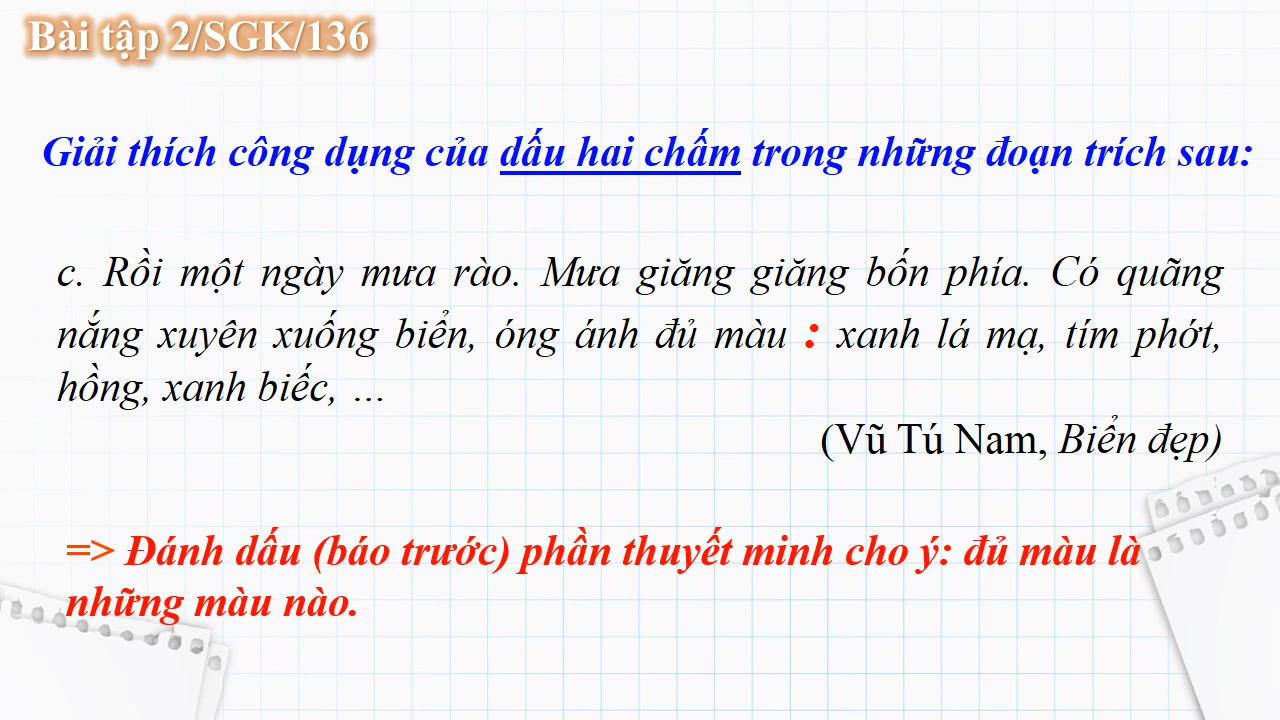 Bài tập 2/SGK/136
Giải thích công dụng của dấu hai chấm trong những đoạn trích sau:
c. Rồi một ngày mưa rào. Mưa giăng giăng bốn phía. Có quãng
nắng xuyên xuống biển, óng ánh đủ màu : xanh lá mạ, tím phớt,
hồng, xanh biếc, ...
(Vũ Tú Nam, Biển đẹp)
=> Đánh dấu (báo trước) phần thuyết minh cho ý: đủ màu là
những màu nào.